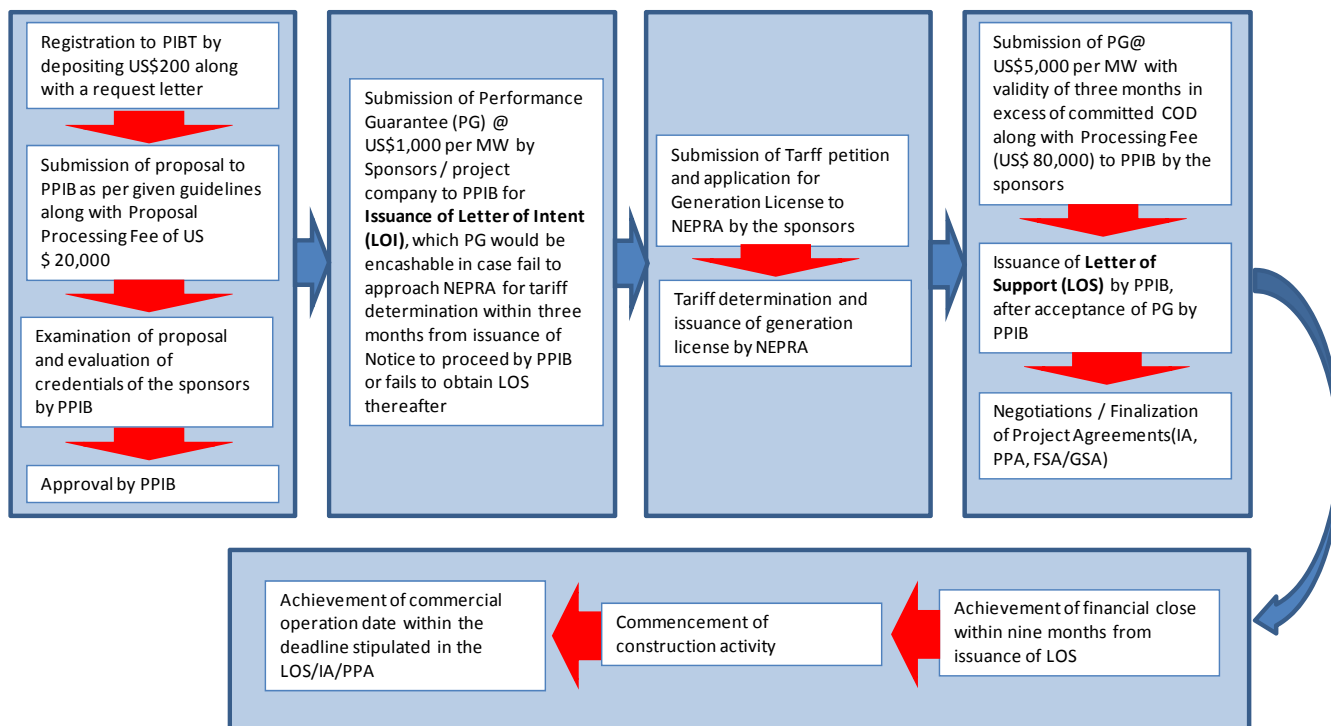 Registration to PIBT by
depositing US$200 along
with a request letter
Submission of proposal to
PPIB as per given guidelines
along with Proposal
Processing Fee of US
$ 20,000
Examination of proposal
and evaluation of
credentials of the sponsors
by PPIB
Approval by PPIB
Submission of Performance
Guarantee (PG) @
US$1,000 per MW by
Sponsors / project
company to PPIB for
Issuance of Letter of Intent
(LOI), which PG would be
encashable in case fail to
approach NEPRA for tariff
determination within three
months from issuance of
Notice to proceed by PPIB
or fails to obtain LOS
thereafter
Submission of Tarff petition
and application for
Generation License to
NEPRA by the sponsors
Tariff determination and
issuance of generation
license by NEPRA
Submission of PG@
US$5,000 per MW with
validity of three months in
excess of committed COD
along with Processing Fee
(US$ 80,000) to PPIB by the
sponsors
Issuance of Letter of
Support (LOS) by PPIB,
after acceptance of PG by
PPIB
Negotiations / Finalization
of Project Agreements(IA,
PPA, FSA/GSA)
Achievement of financial close
within nine months from
issuance of LOS
Commencement of
construction activity
Achievement of commercial
operation date within the
deadline stipulated in the
LOS/IA/PPA